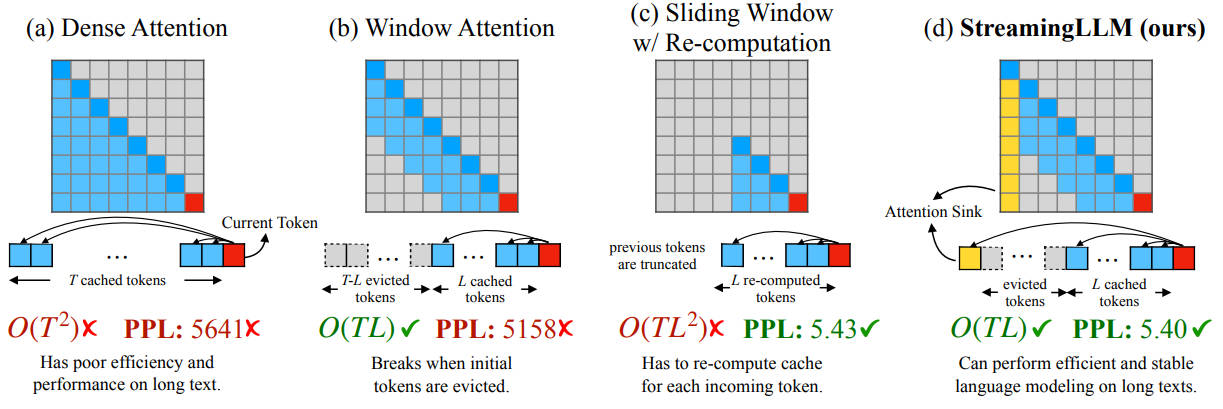 (a) Dense Attention
Current Token
...
T cached tokens
O(T²)✗ PPL: 5641✗
Has poor efficiency and
performance on long text.
(b) Window Attention
... ...
T-L evicted
tokens
L cached
tokens
O(TL)✓ PPL: 5158✗
Breaks when initial
tokens are evicted.
(c) Sliding Window
w/ Re-computation
previous tokens
are truncated
...
L re-computed
tokens
O(TL²)✗ PPL: 5.43✓
Has to re-compute cache
for each incoming token.
(d) StreamingLLM (ours)
Attention Sink
... ...
evicted
tokens
L cached
tokens
O(TL)✓ PPL: 5.40✓
Can perform efficient and stable
language modeling on long texts.